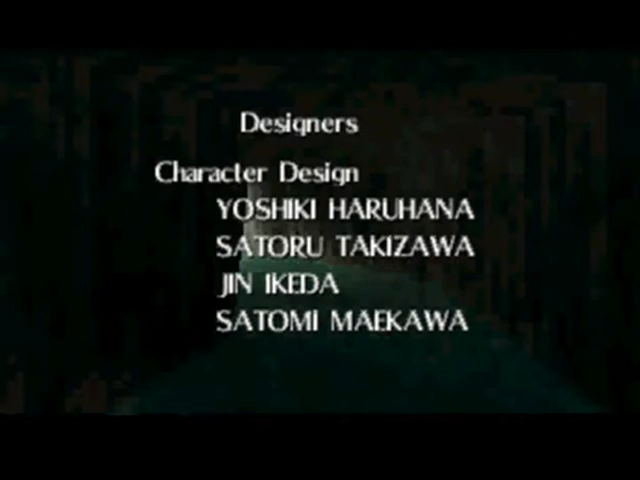 Designers
Character Design
YOSHIKI HARUHANA
SATORU TAKIZAWA
JIN IKEDA
SATOMI MAEKAWA